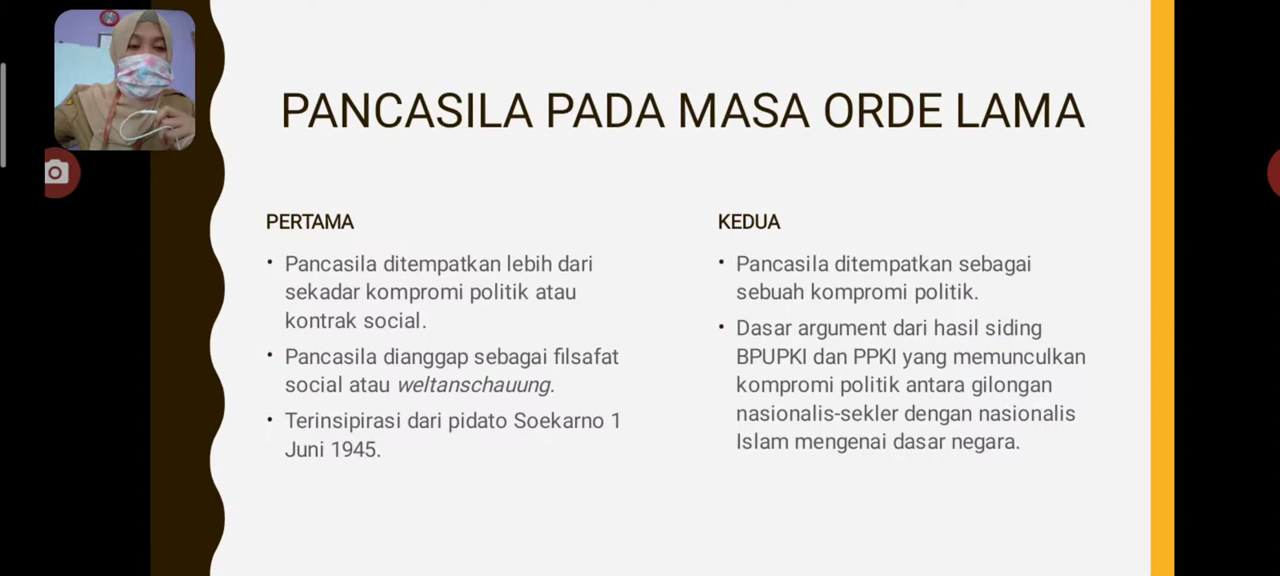 PANCASILA PADA MASA ORDE LAMA
PERTAMA
• Pancasila ditempatkan lebih dari
sekadar kompromi politik atau
kontrak social.
• Pancasila dianggap sebagai filsafat
social atau weltanschauung.
• Terinsipirasi dari pidato Soekarno 1
Juni 1945.
KEDUA
• Pancasila ditempatkan sebagai
sebuah kompromi politik.
• Dasar argument dari hasil siding
BPUPKI dan PPKI yang memunculkan
kompromi politik antara gilongan
nasionalis-sekler dengan nasionalis
Islam mengenai dasar negara.